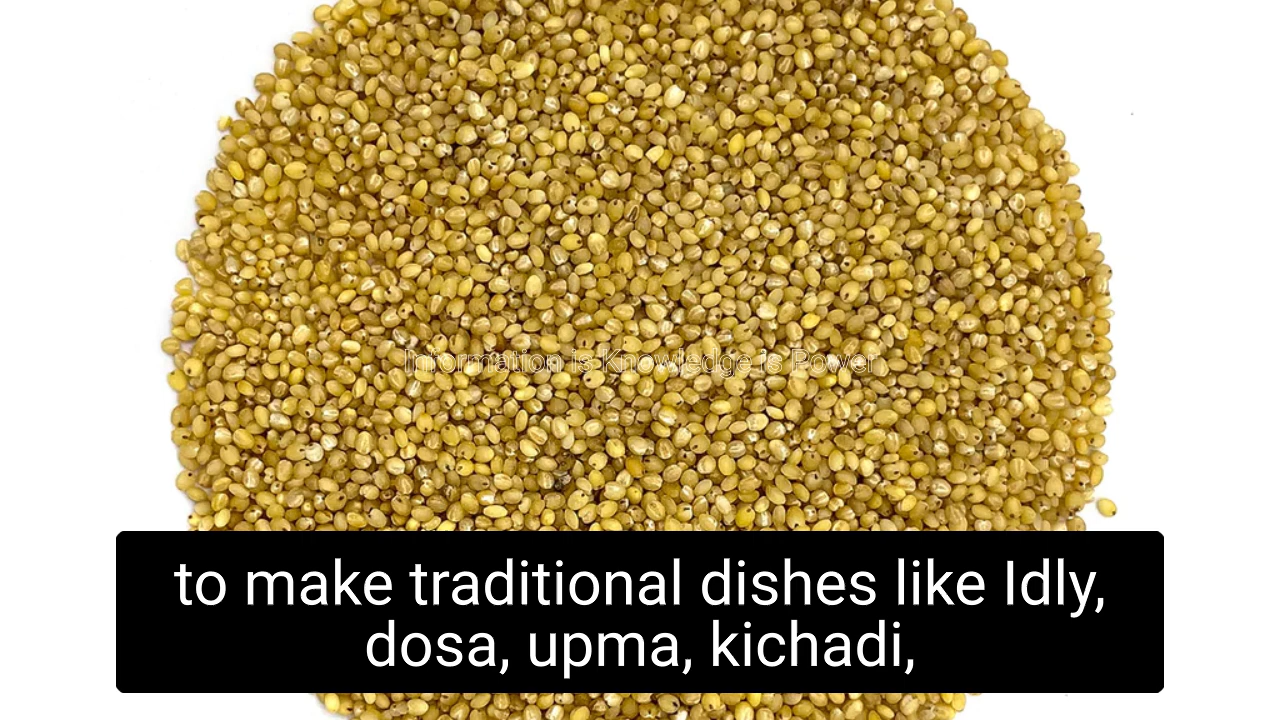 Information is Knowledge is Power
to make traditional dishes like Idly,
dosa, upma, kichadi,